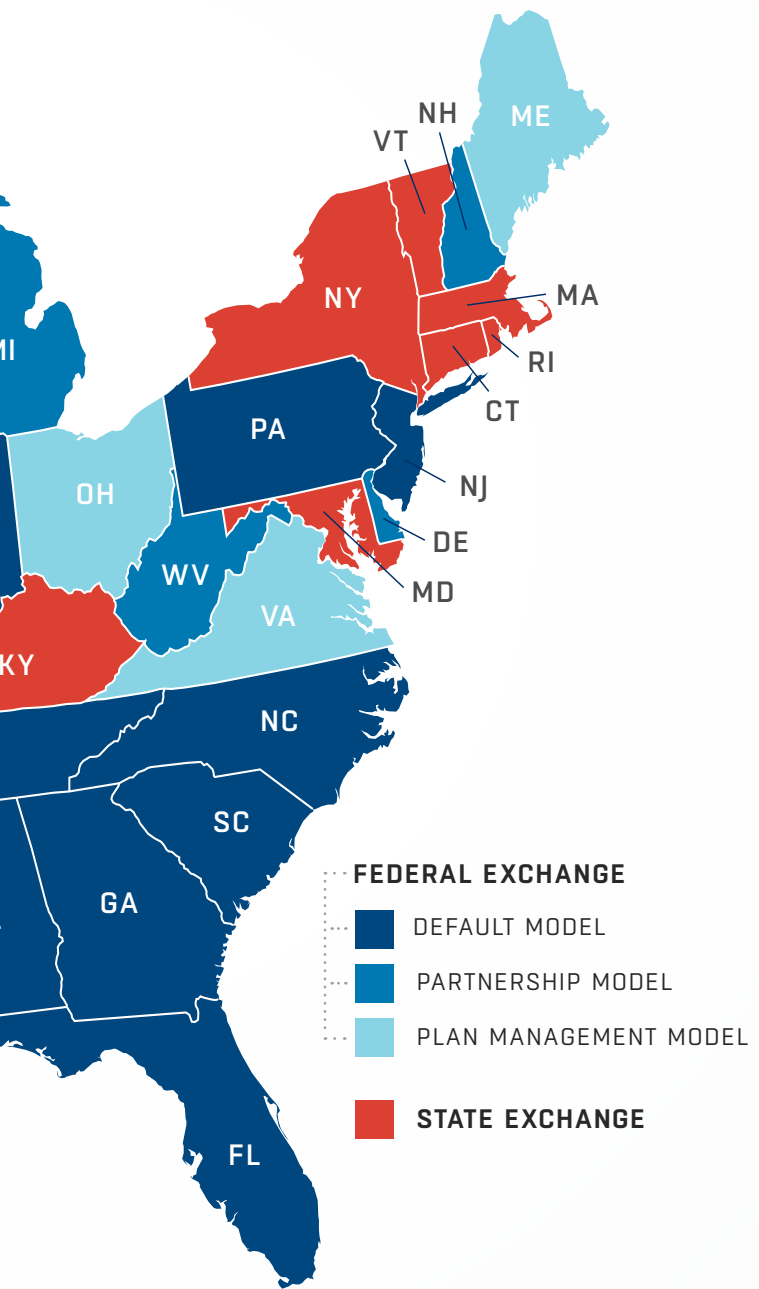 ME
NH
VT
NY
MA
MI
RI
CT
PA
NJ
OH
DE
WV
MD
VA
KY
NC
SC
FEDERAL EXCHANGE
GA
DEFAULT MODEL
PARTNERSHIP MODEL
PLAN MANAGEMENT MODEL
STATE EXCHANGE
FL